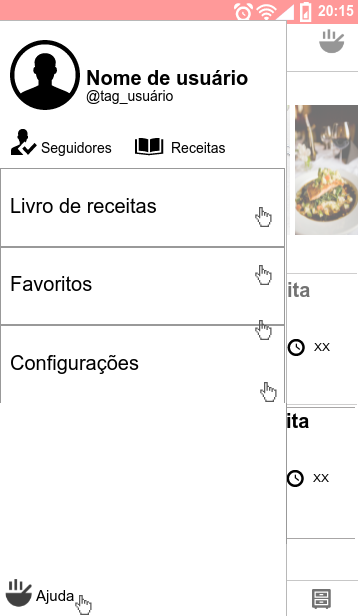 20:15
Nome de usuário
@tag_usuário
Seguidores
Receitas
Livro de receitas
Favoritos
Configurações
ita
XX
ita
XX
Ajuda